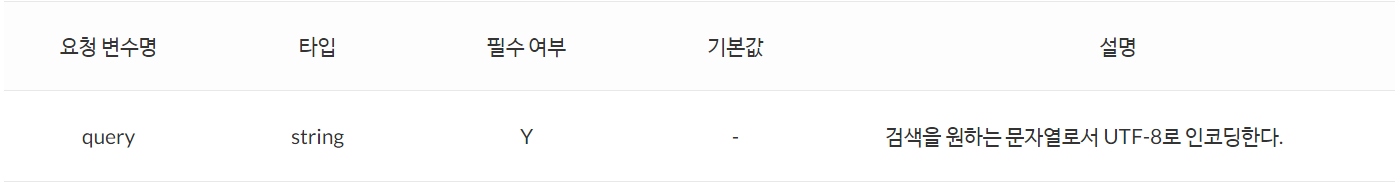 요청 변수명 타입 필수 여부 기본값 설명
query string Y - 검색을 원하는 문자열로서 UTF-8로 인코딩한다.